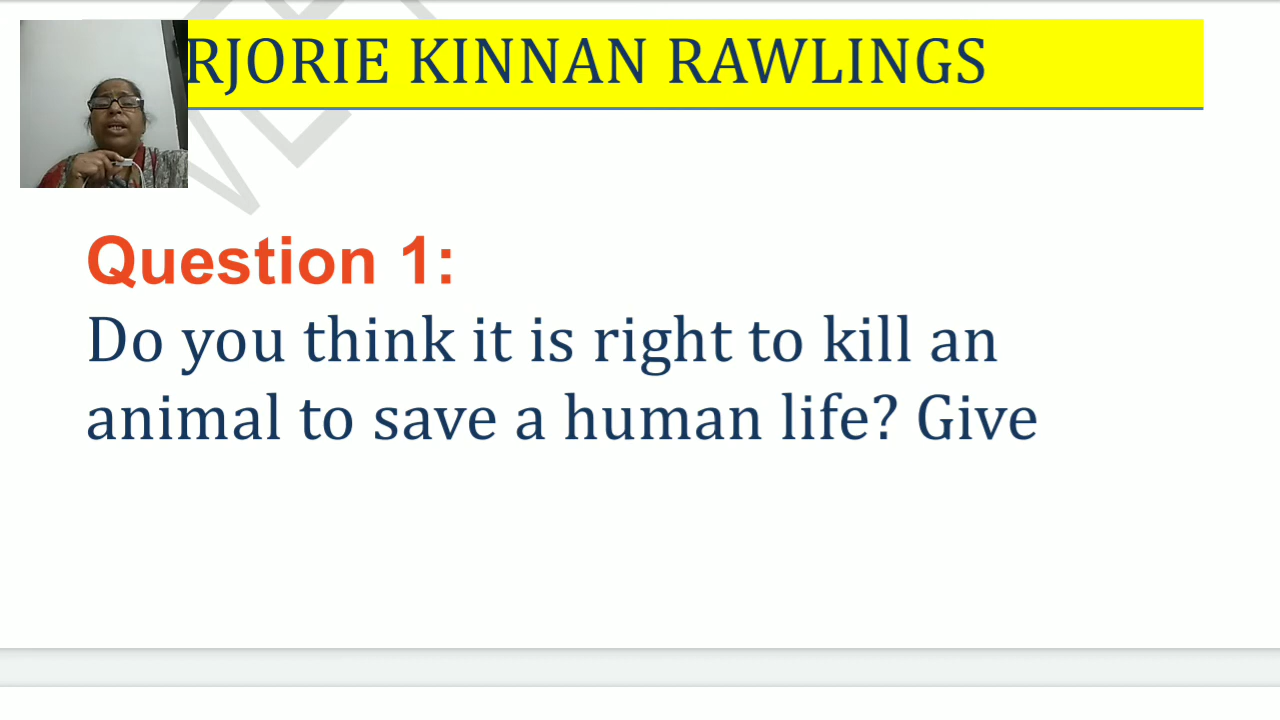 RJORIE KINNAN RAWLINGS
Question 1:
Do you think it is right to kill an
animal to save a human life? Give